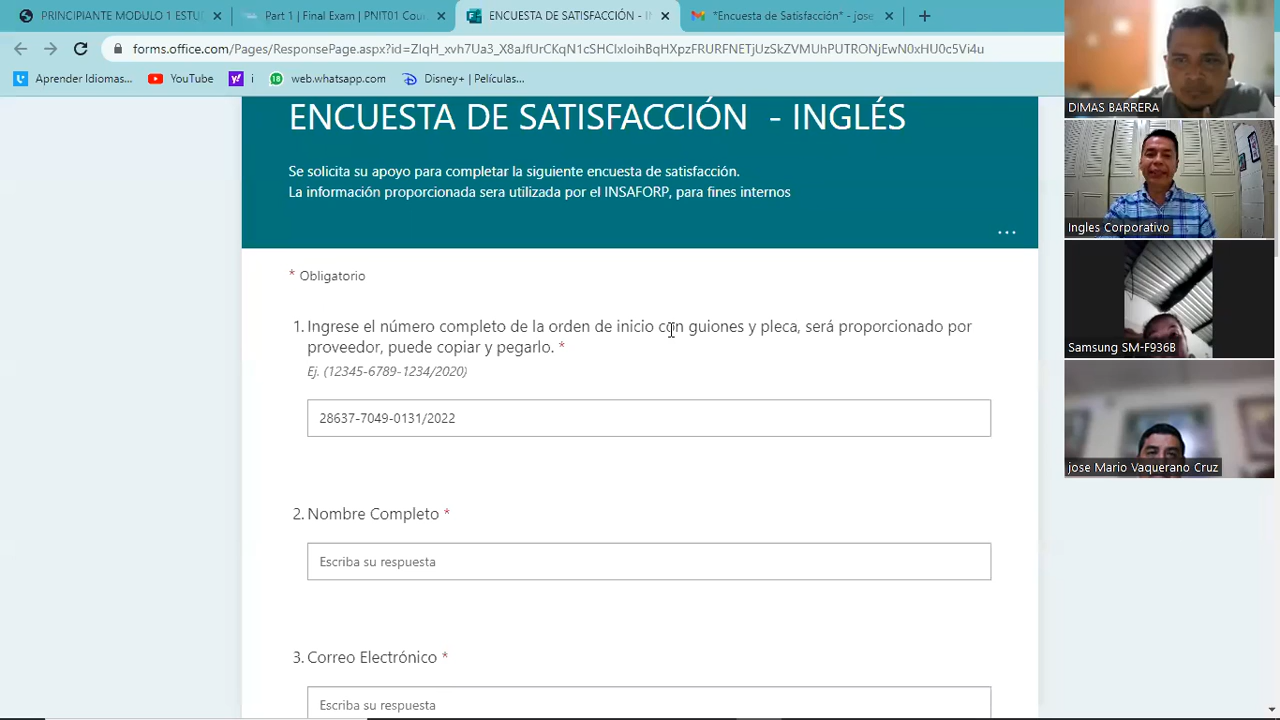 PRINCIPIANTE MODULO 1 ESTU
Part 1 | Final Exam | PNIT01 Cour
ENCUESTA DE SATISFACCIÓN - IN
*Encuesta de Satisfacción* - jose
forms.office.com/Pages/ResponsePage.aspx?id=ZIqH_xvh7Ua3_X8aJfUrCKqN1cSHCIxIoihBqHXpzFRURFNETjUzSkZVMUhPUTRONjEwN0xHU0c5Vi4u
Aprender Idiomas...
YouTube
i
web.whatsapp.com
Disney+ | Películas...
ENCUESTA DE SATISFACCIÓN - INGLÉS
Se solicita su apoyo para completar la siguiente encuesta de satisfacción.
La información proporcionada sera utilizada por el INSAFORP, para fines internos
...
* Obligatorio
1. Ingrese el número completo de la orden de inicio con guiones y pleca, será proporcionado por
proveedor, puede copiar y pegarlo. *
Ej. (12345-6789-1234/2020)
28637-7049-0131/2022
2. Nombre Completo *
Escriba su respuesta
3. Correo Electrónico *
Escriba su respuesta
DIMAS BARRERA
Ingles Corporativo
Samsung SM-F936B
jose Mario Vaquerano Cruz